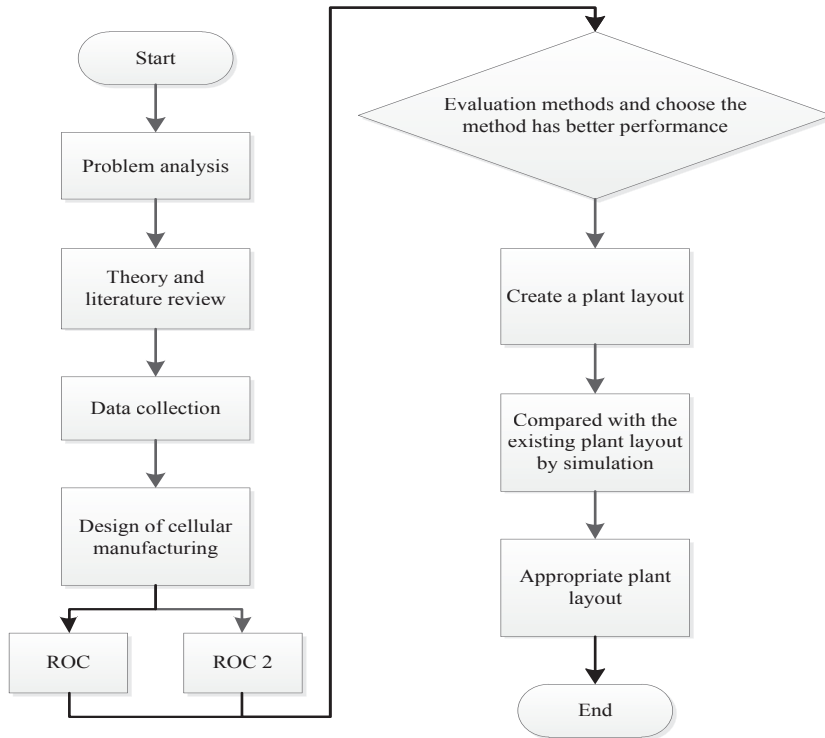 Start
Problem analysis
Theory and
literature review
Data collection
Design of cellular
manufacturing
ROC
ROC 2
Evaluation methods and choose the
method has better performance
Create a plant layout
Compared with the
existing plant layout
by simulation
Appropriate plant
layout
End